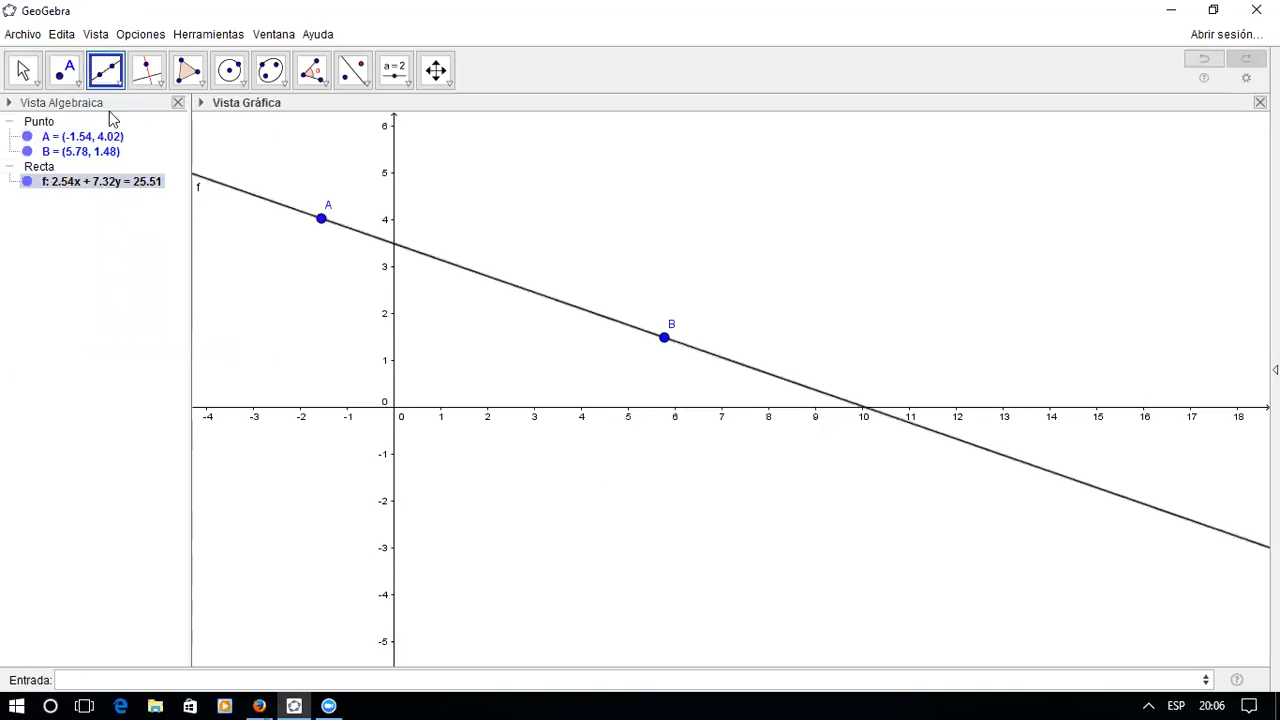 GeoGebra
Archivo Edita Vista Opciones Herramientas Ventana Ayuda Abrir sesión...
A α a = 2
Vista Algebraica Vista Gráfica
Punto
A = (-1.54, 4.02)
B = (5.78, 1.48)
Recta
f: 2.54x + 7.32y = 25.51
6
5
f
A
4
3
B
2
1
0
-4 -3 -2 -1 0 1 2 3 4 5 6 7 8 9 10 11 12 13 14 15 16 17 18
-1
-2
-3
-4
-5
Entrada:
ESP 20:06